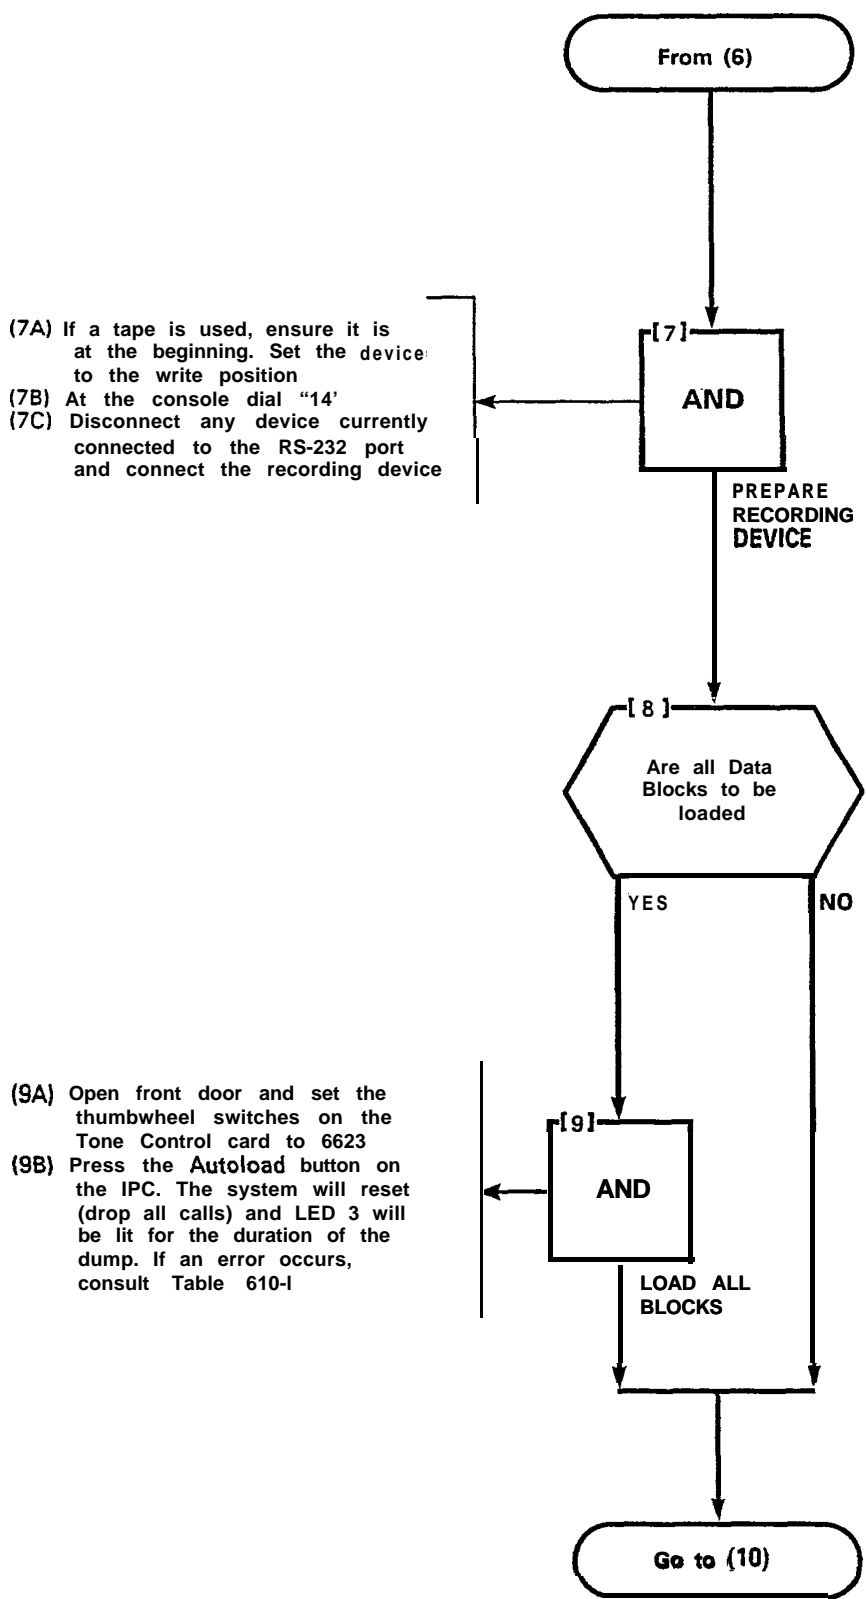 From (6)
(7A) If a tape is used, ensure it is
at the beginning. Set the device
to the write position
(7B) At the console dial “14’
(7C) Disconnect any device currently
connected to the RS-232 port
and connect the recording device
[7]
AND
PREPARE
RECORDING
DEVICE
[8]
Are all Data
Blocks to be
loaded
YES
NO
(9A) Open front door and set the
thumbwheel switches on the
Tone Control card to 6623
(9B) Press the Autoload button on
the IPC. The system will reset
(drop all calls) and LED 3 will
be lit for the duration of the
dump. If an error occurs,
consult Table 610-I
[9]
AND
LOAD ALL
BLOCKS
Go to (10)